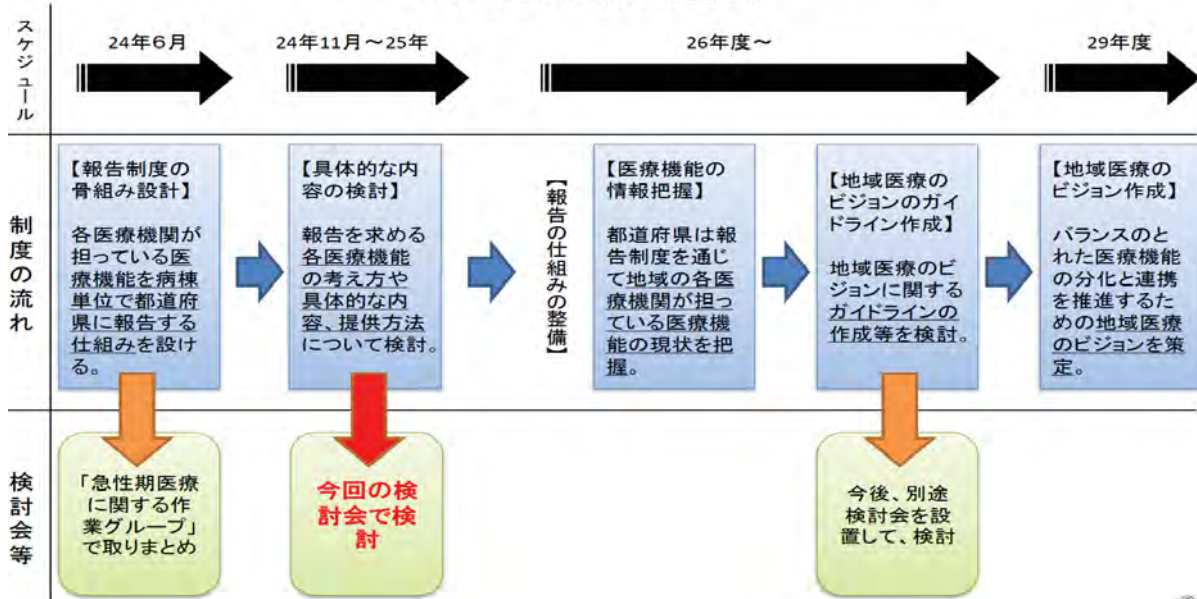 スケジュール
24年6月
24年11月～25年
26年度～
29年度
制度の流れ
【報告制度の
骨組み設計】
各医療機関が
担っている医
療機能を病棟
単位で都道府
県に報告する
仕組みを設け
る。
【具体的な内
容の検討】
報告を求める
各医療機能
の考え方や
具体的な内
容、提供方法
について検討。
【報告の仕組みの整備】
【医療機能の
情報把握】
都道府県は報
告制度を通じ
て地域の各医
療機関が担っ
ている医療機
能の現状を把
握。
【地域医療の
ビジョンのガイ
ドライン作成】
地域医療のビ
ジョンに関する
ガイドラインの
作成等を検討。
【地域医療の
ビジョン作成】
バランスのと
れた医療機能
の分化と連携
を推進するた
めの地域医療
のビジョンを策
定。
検討会等
「急性期医療
に関する作
業グループ」
で取りまとめ
今回の検
討会で検
討
今後、別途
検討会を設
置して、検討